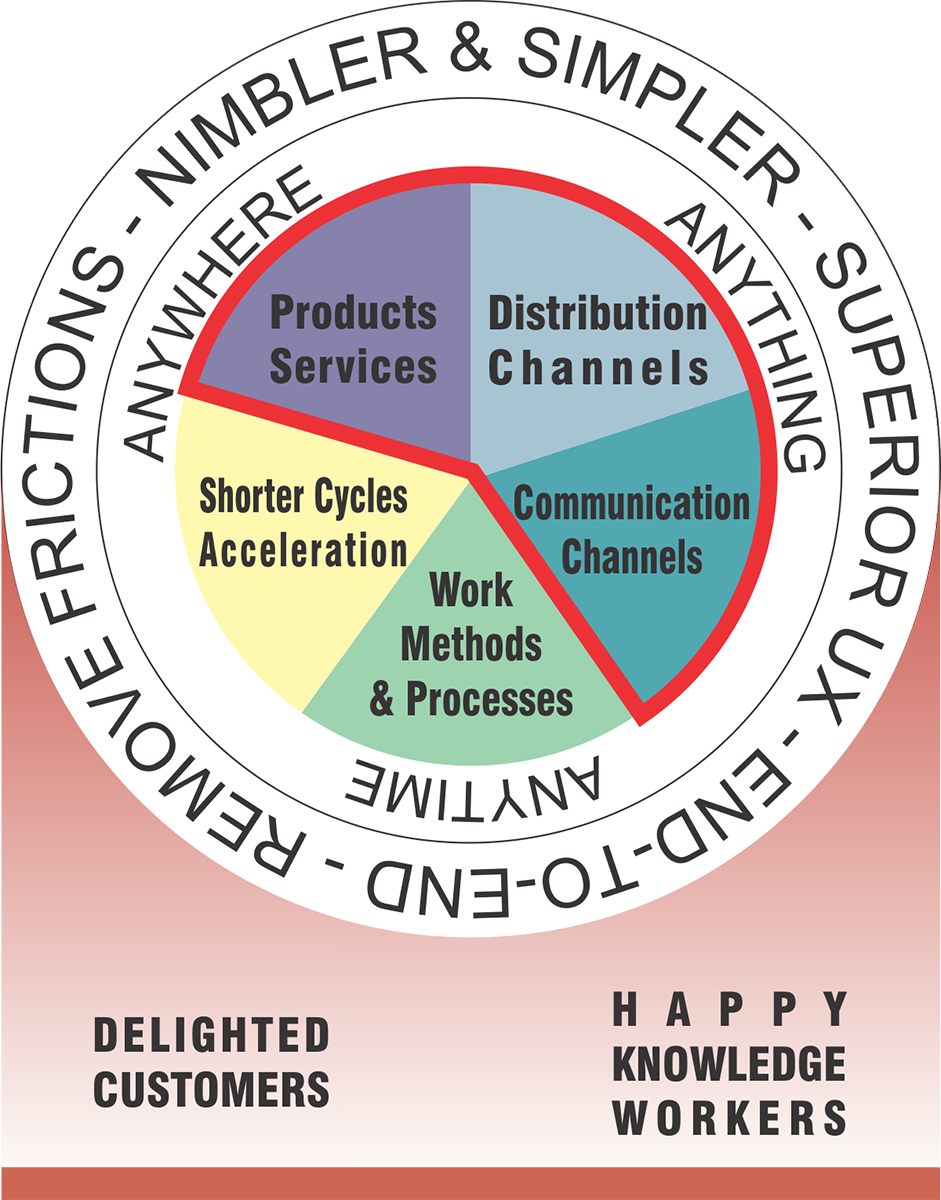 REMOVE FRICTIONS - NIMBLER & SIMPLER - SUPERIOR UX - END-TO-END -
ANYWHERE
ANYTHING
ANYTIME
Products
Services
Distribution
Channels
Shorter Cycles
Acceleration
Communication
Channels
Work
Methods
& Processes
DELIGHTED
CUSTOMERS
HAPPY
KNOWLEDGE
WORKERS